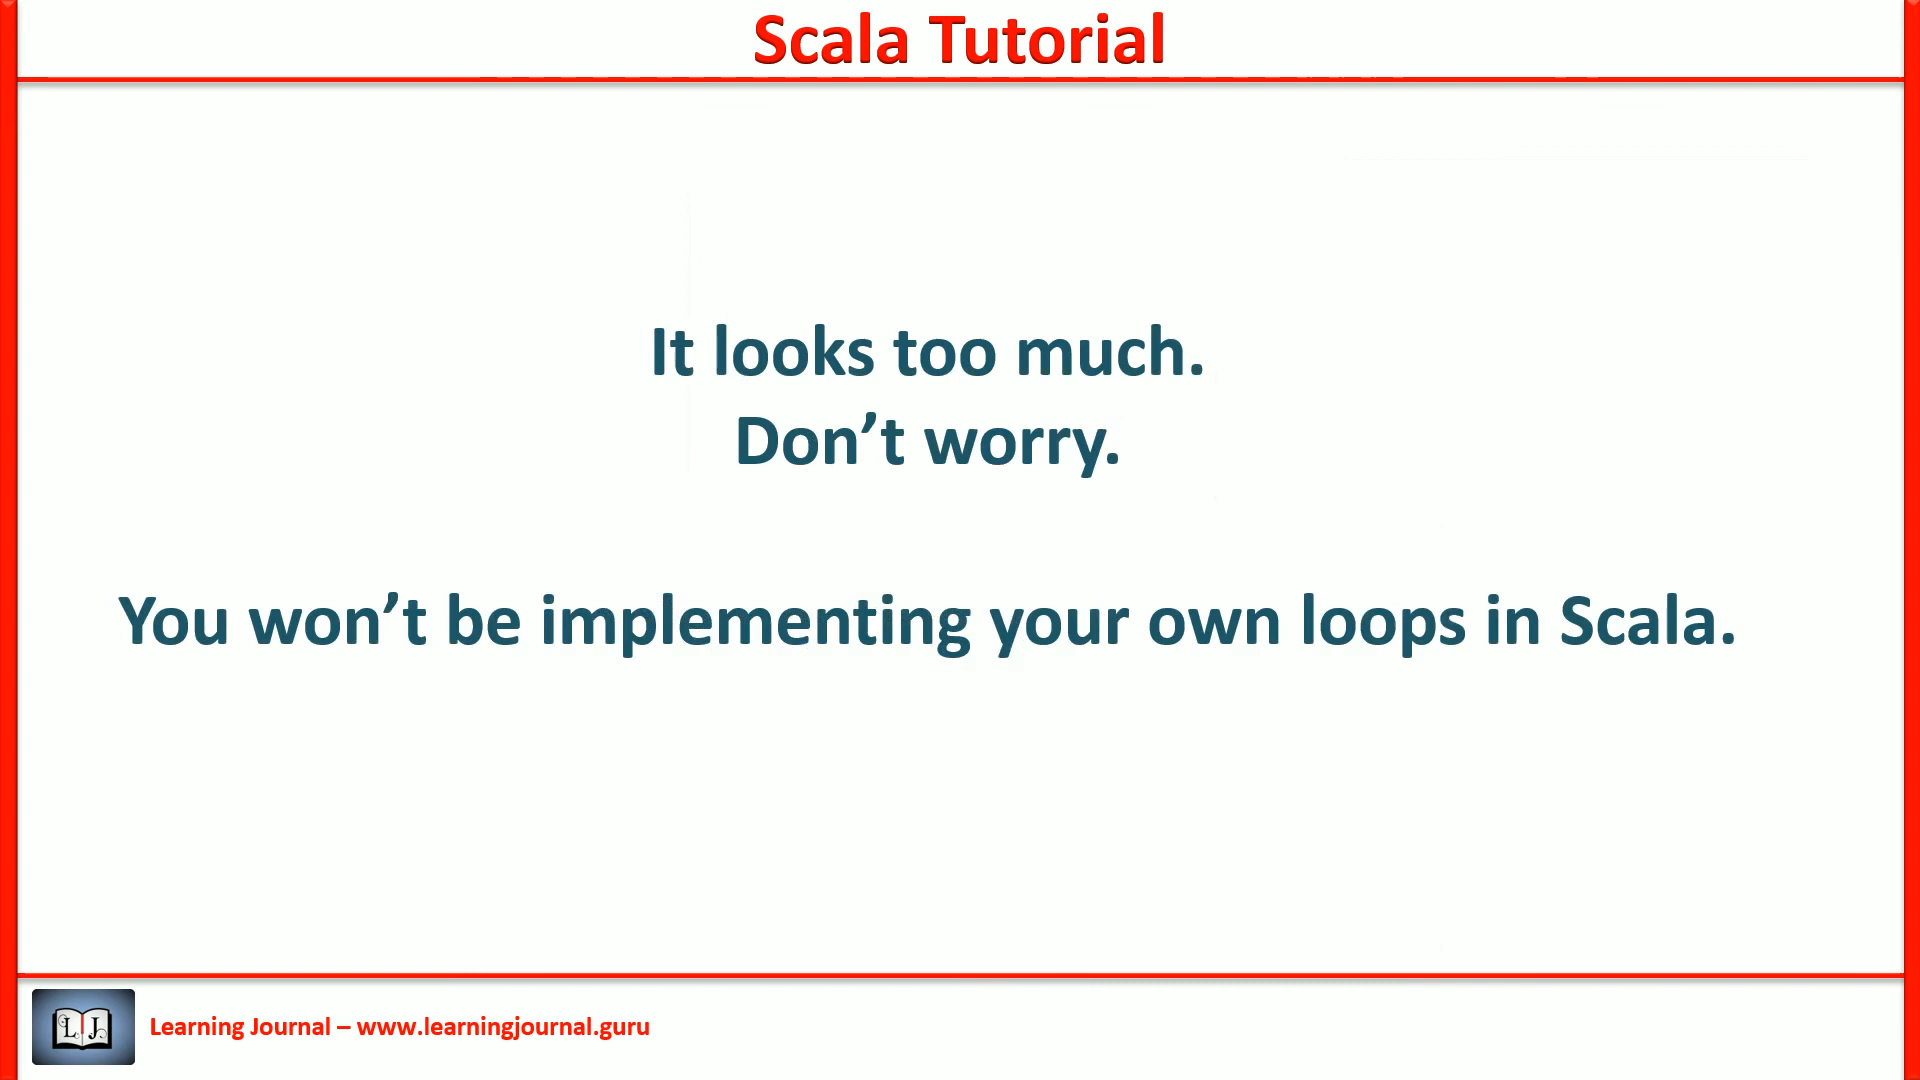 Scala Tutorial
It looks too much.
Don’t worry.
You won’t be implementing your own loops in Scala.
L J
Learning Journal – www.learningjournal.guru